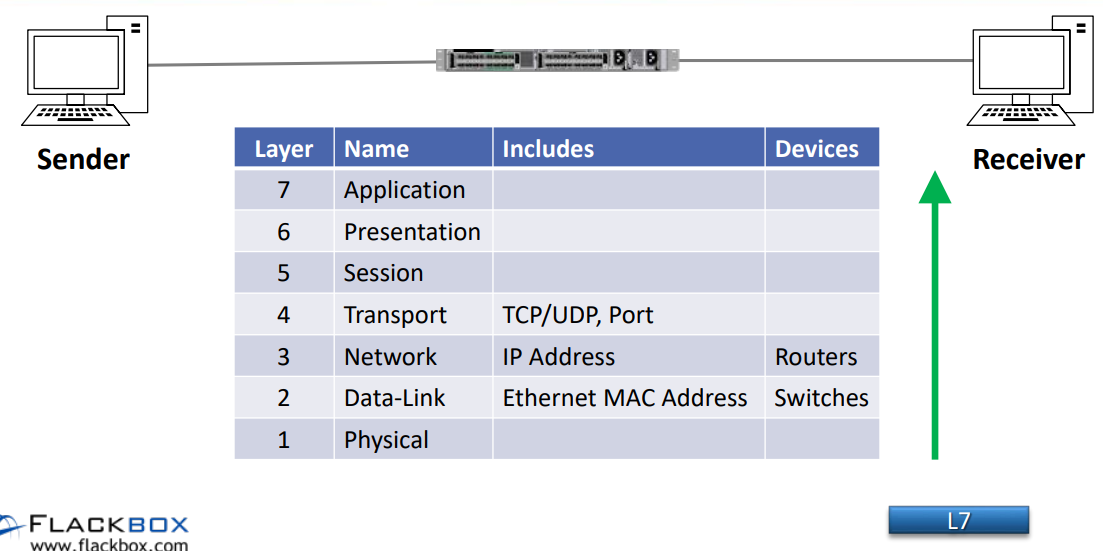 Sender
Receiver
Layer Name Includes Devices
7 Application
6 Presentation
5 Session
4 Transport TCP/UDP, Port
3 Network IP Address Routers
2 Data-Link Ethernet MAC Address Switches
1 Physical
L7
FLACKBOX
www.flackbox.com